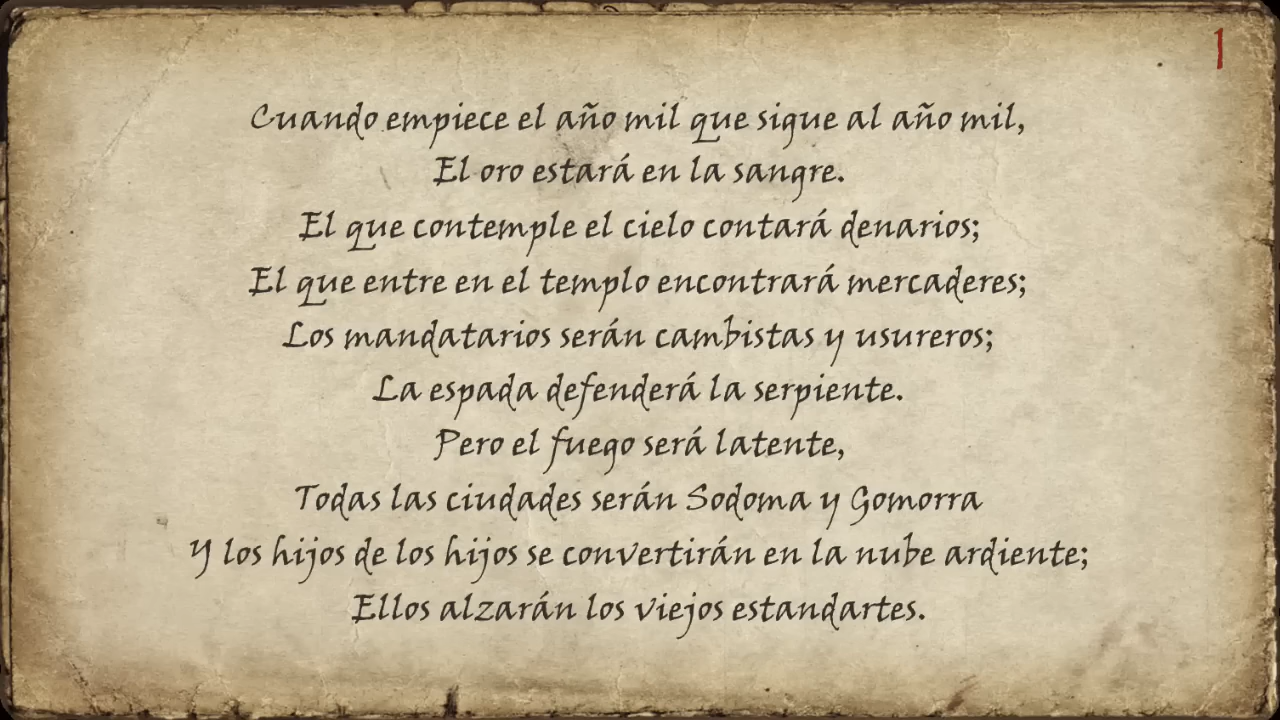 1
Cuando empiece el año mil que sigue al año mil,
El oro estará en la sangre.
El que contemple el cielo contará denarios;
El que entre en el templo encontrará mercaderes;
Los mandatarios serán cambistas y usureros;
La espada defenderá la serpiente.
Pero el fuego será latente,
Todas las ciudades serán Sodoma y Gomorra
Y los hijos de los hijos se convertirán en la nube ardiente;
Ellos alzarán los viejos estandartes.